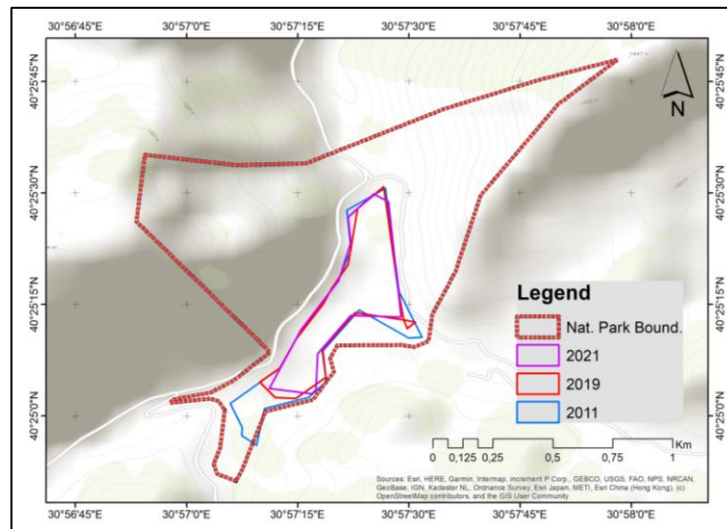 30°56'45"E 30°57'0"E 30°57'15"E 30°57'30"E 30°57'45"E 30°58'0"E
40°25'45"N 40°25'45"N
40°25'30"N 40°25'30"N
40°25'15"N 40°25'15"N
40°25'0"N 40°25'0"N
N
Legend
Nat. Park Bound.
2021
2019
2011
Km
0 0,125 0,25 0,5 0,75 1
Sources: Esri, HERE, Garmin, Intermap, increment P Corp., GEBCO, USGS, FAO, NPS, NRCAN,
GeoBase, IGN, Kadaster NL, Ordnance Survey, Esri Japan, METI, Esri China (Hong Kong), (c)
OpenStreetMap contributors, and the GIS User Community
30°56'45"E 30°57'0"E 30°57'15"E 30°57'30"E 30°57'45"E 30°58'0"E